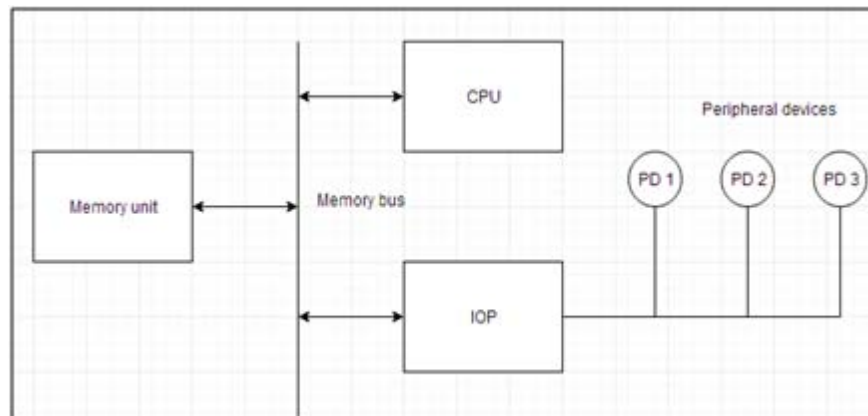 CPU
Peripheral devices
PD 1
PD 2
PD 3
Memory unit
Memory bus
IOP